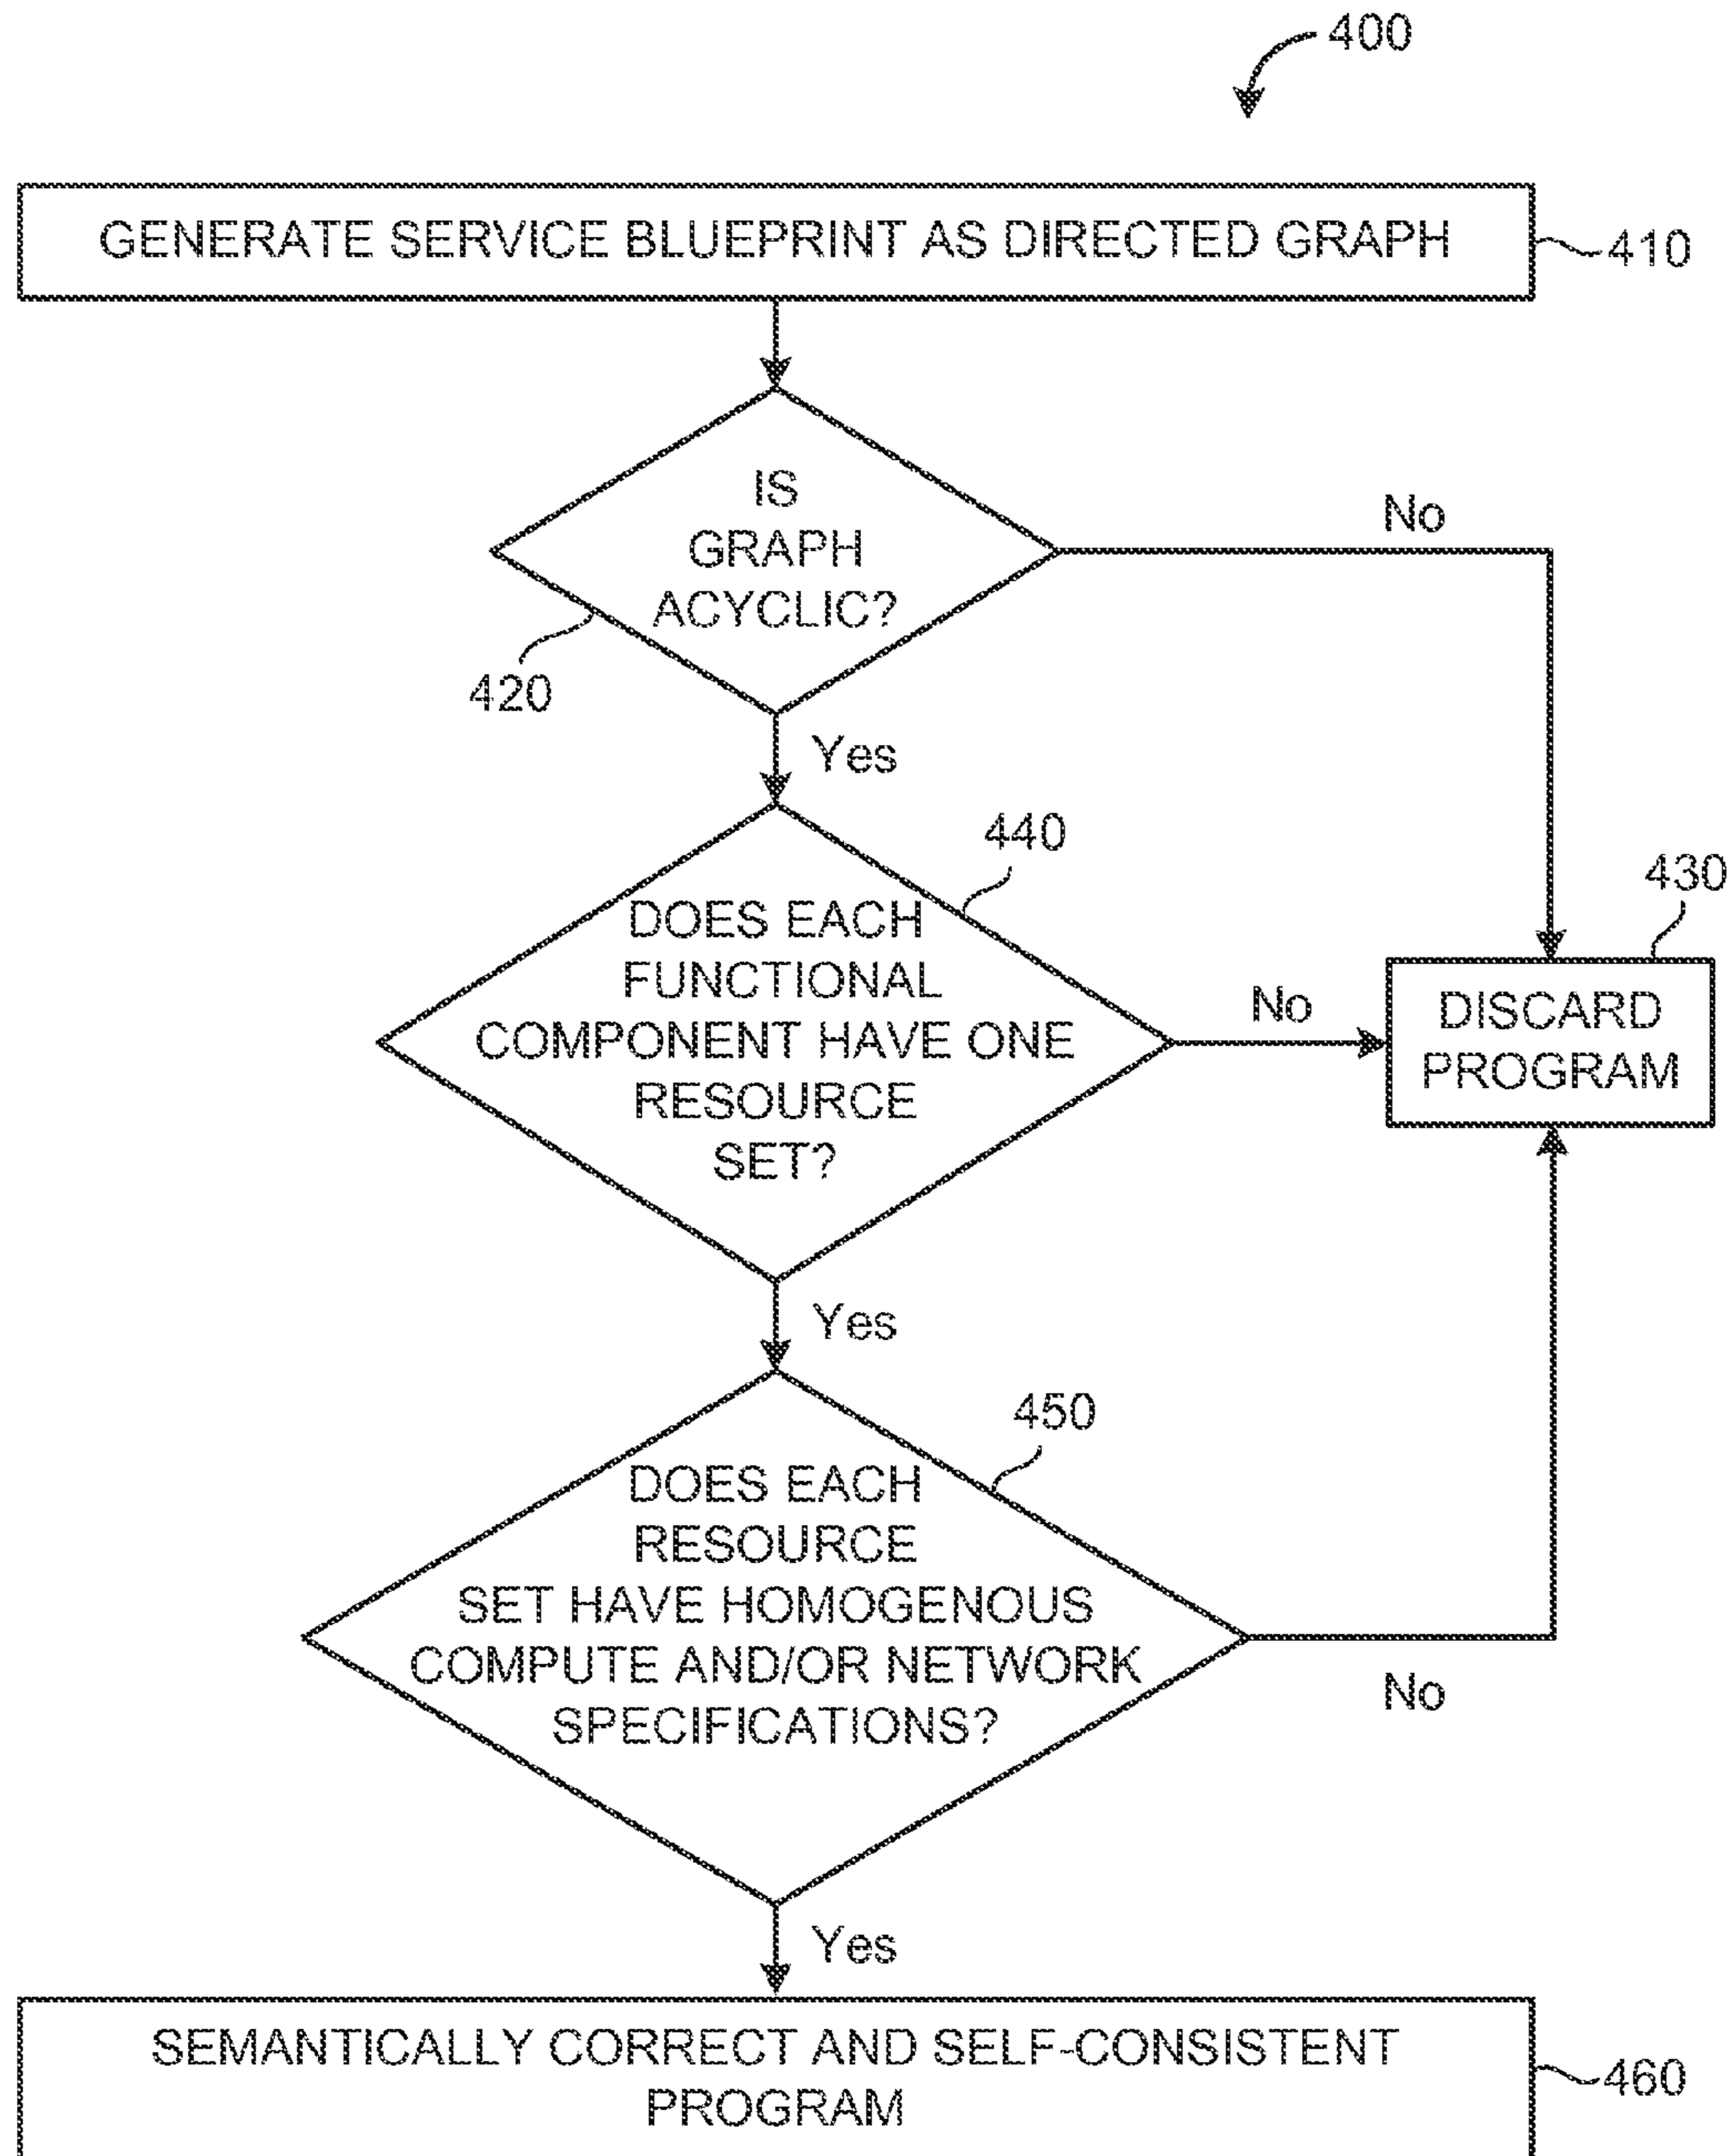 400
GENERATE SERVICE BLUEPRINT AS DIRECTED GRAPH
410
IS
GRAPH
ACYCLIC?
No
420
Yes
440
430
DOES EACH
FUNCTIONAL
COMPONENT HAVE ONE
RESOURCE
SET?
No
DISCARD
PROGRAM
Yes
450
DOES EACH
RESOURCE
SET HAVE HOMOGENOUS
COMPUTE AND/OR NETWORK
SPECIFICATIONS?
No
Yes
SEMANTICALLY CORRECT AND SELF-CONSISTENT
PROGRAM
460